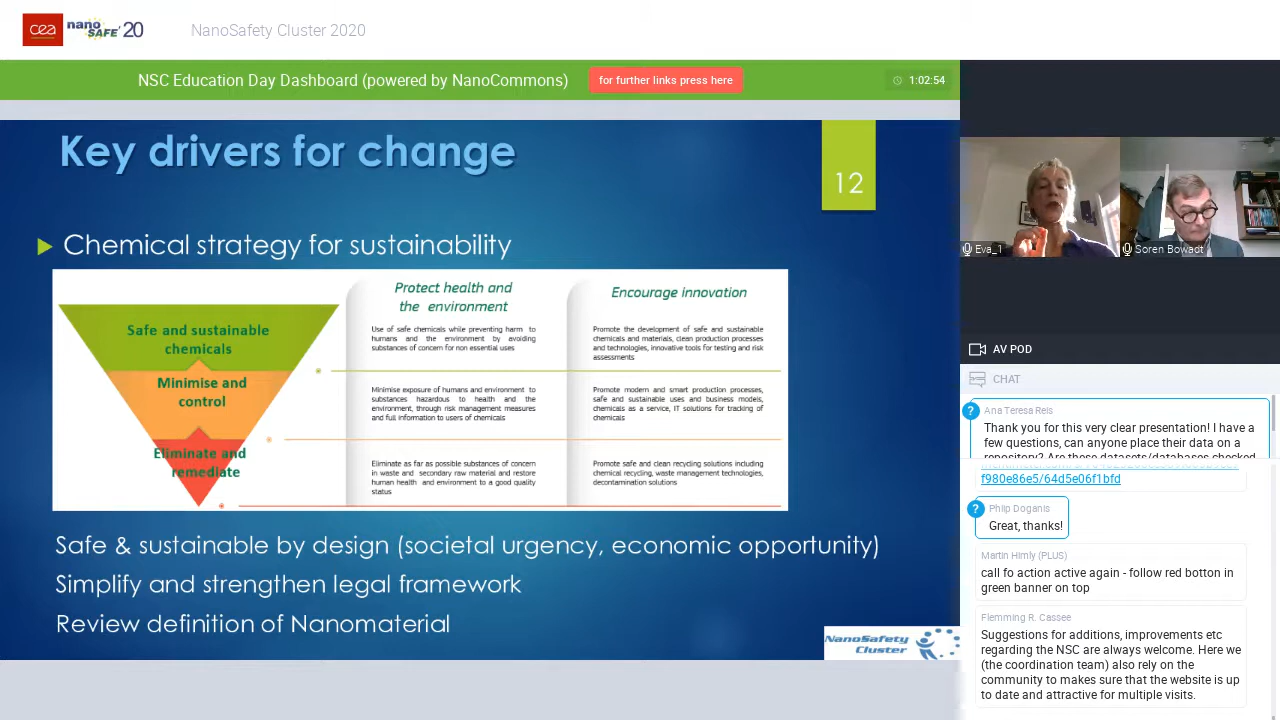 cea
nano
SAFE' 20
NanoSafety Cluster 2020
NSC Education Day Dashboard (powered by NanoCommons)
for further links press here
1:02:54
Key drivers for change
12
Chemical strategy for sustainability
Safe and sustainable
chemicals
Minimise and
control
Eliminate and
remediate
Protect health and
the environment
Use of safe chemicals while preventing harm to
humans and the environment by avoiding
substances of concern for non essential uses
Minimise exposure of humans and environment to
substances hazardous to health and the
environment, through risk management measures
and full information to users of chemicals
Eliminate as far as possible substances of concern
in waste and secondary raw material and restore
human health and environment to a good quality
status
Encourage innovation
Promote the development of safe and sustainable
chemicals and materials, clean production processes
and technologies, innovative tools for testing and risk
assessments
Promote modern and smart production processes,
safe and sustainable uses and business models,
chemicals as a service, IT solutions for tracking of
chemicals
Promote safe and clean recycling solutions including
chemical recycling, waste management technologies,
decontamination solutions
Safe & sustainable by design (societal urgency, economic opportunity)
Simplify and strengthen legal framework
Review definition of Nanomaterial
NanoSafety
Cluster
Eva_1
Soren Bowadt
AV POD
CHAT
?
Ana Teresa Reis
Thank you for this very clear presentation! I have a
few questions, can anyone place their data on a
repository? Are these datasets/databases checked
f980e86e5/64d5e06f1bfd
?
Philip Doganis
Great, thanks!
Martin Himly (PLUS)
call fo action active again - follow red botton in
green banner on top
Flemming R. Cassee
Suggestions for additions, improvements etc
regarding the NSC are always welcome. Here we
(the coordination team) also rely on the
community to makes sure that the website is up
to date and attractive for multiple visits.